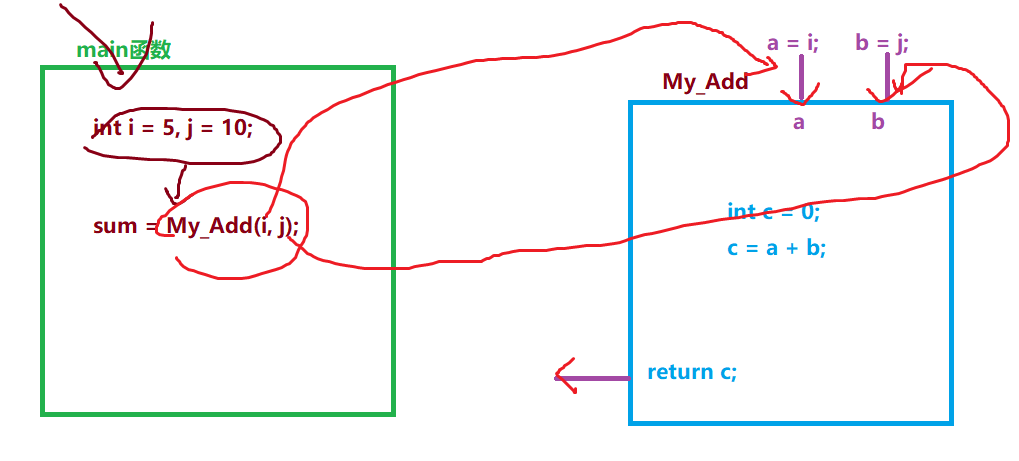 main函数
int i = 5, j = 10;
sum = My_Add(i, j);
a = i; b = j;
My_Add
a b
int c = 0;
c = a + b;
return c;